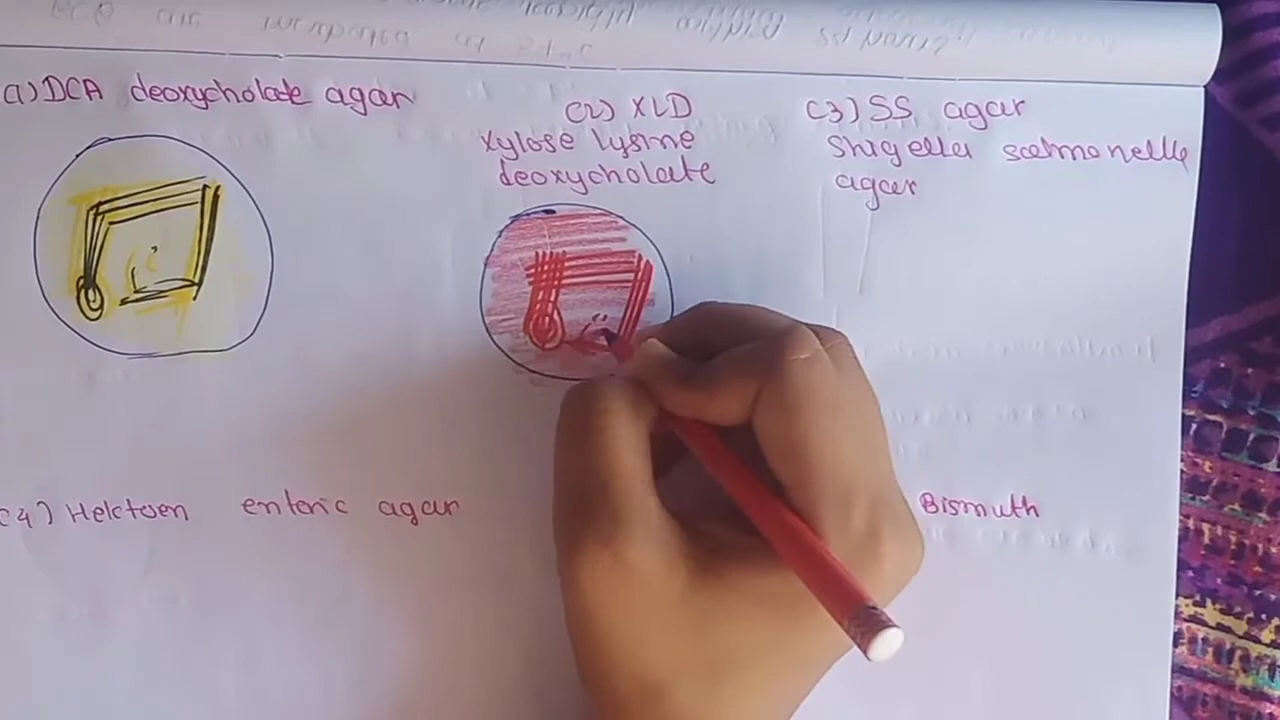 a) DCA deoxycholate agar
(2) XLD
xylose lysine
deoxycholate
(3) SS agar
Shigella salmonella
agar
(4) Hektoen enteric agar
Bismuth